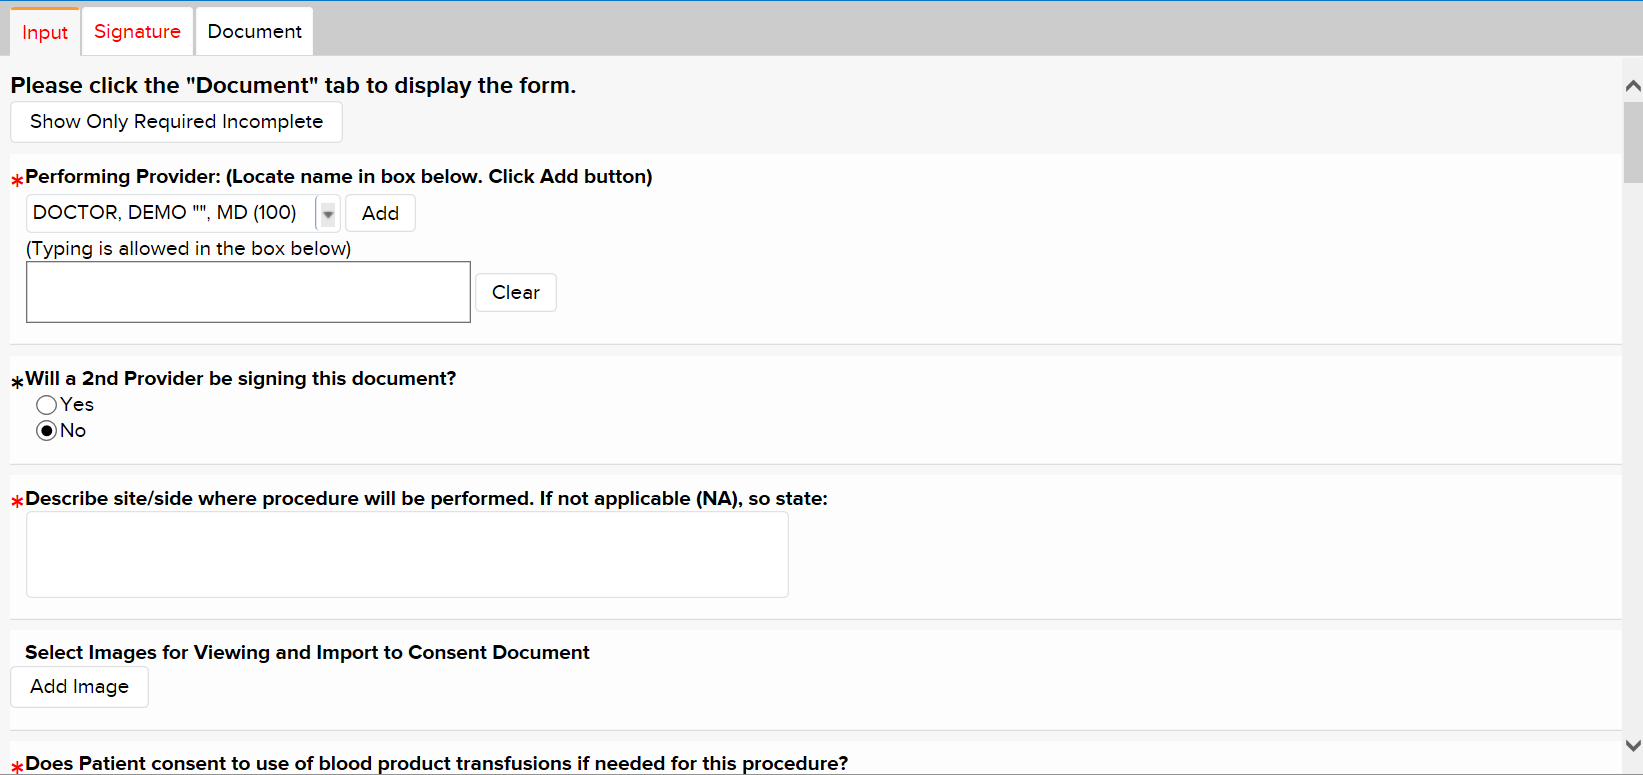 Input Signature Document
Please click the "Document" tab to display the form.
Show Only Required Incomplete
*Performing Provider: (Locate name in box below. Click Add button)
DOCTOR, DEMO "", MD (100) Add
(Typing is allowed in the box below)
Clear
*Will a 2nd Provider be signing this document?
Yes
No
*Describe site/side where procedure will be performed. If not applicable (NA), so state:
Select Images for Viewing and Import to Consent Document
Add Image
*Does Patient consent to use of blood product transfusions if needed for this procedure?